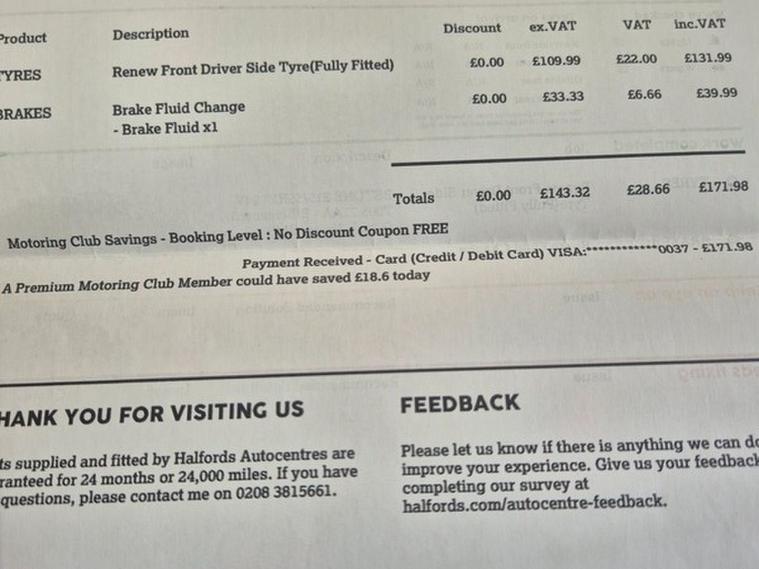 Product Description Discount ex.VAT VAT inc.VAT
TYRES Renew Front Driver Side Tyre(Fully Fitted) £0.00 £109.99 £22.00 £131.99
BRAKES Brake Fluid Change £0.00 £33.33 £6.66 £39.99
- Brake Fluid x1
Totals £0.00 £143.32 £28.66 £171.98
Motoring Club Savings - Booking Level : No Discount Coupon FREE
Payment Received - Card (Credit / Debit Card) VISA:************0037 - £171.98
A Premium Motoring Club Member could have saved £18.6 today
HANK YOU FOR VISITING US
ts supplied and fitted by Halfords Autocentres are
ranteed for 24 months or 24,000 miles. If you have
questions, please contact me on 0208 3815661.
FEEDBACK
Please let us know if there is anything we can do
improve your experience. Give us your feedback
completing our survey at
halfords.com/autocentre-feedback.